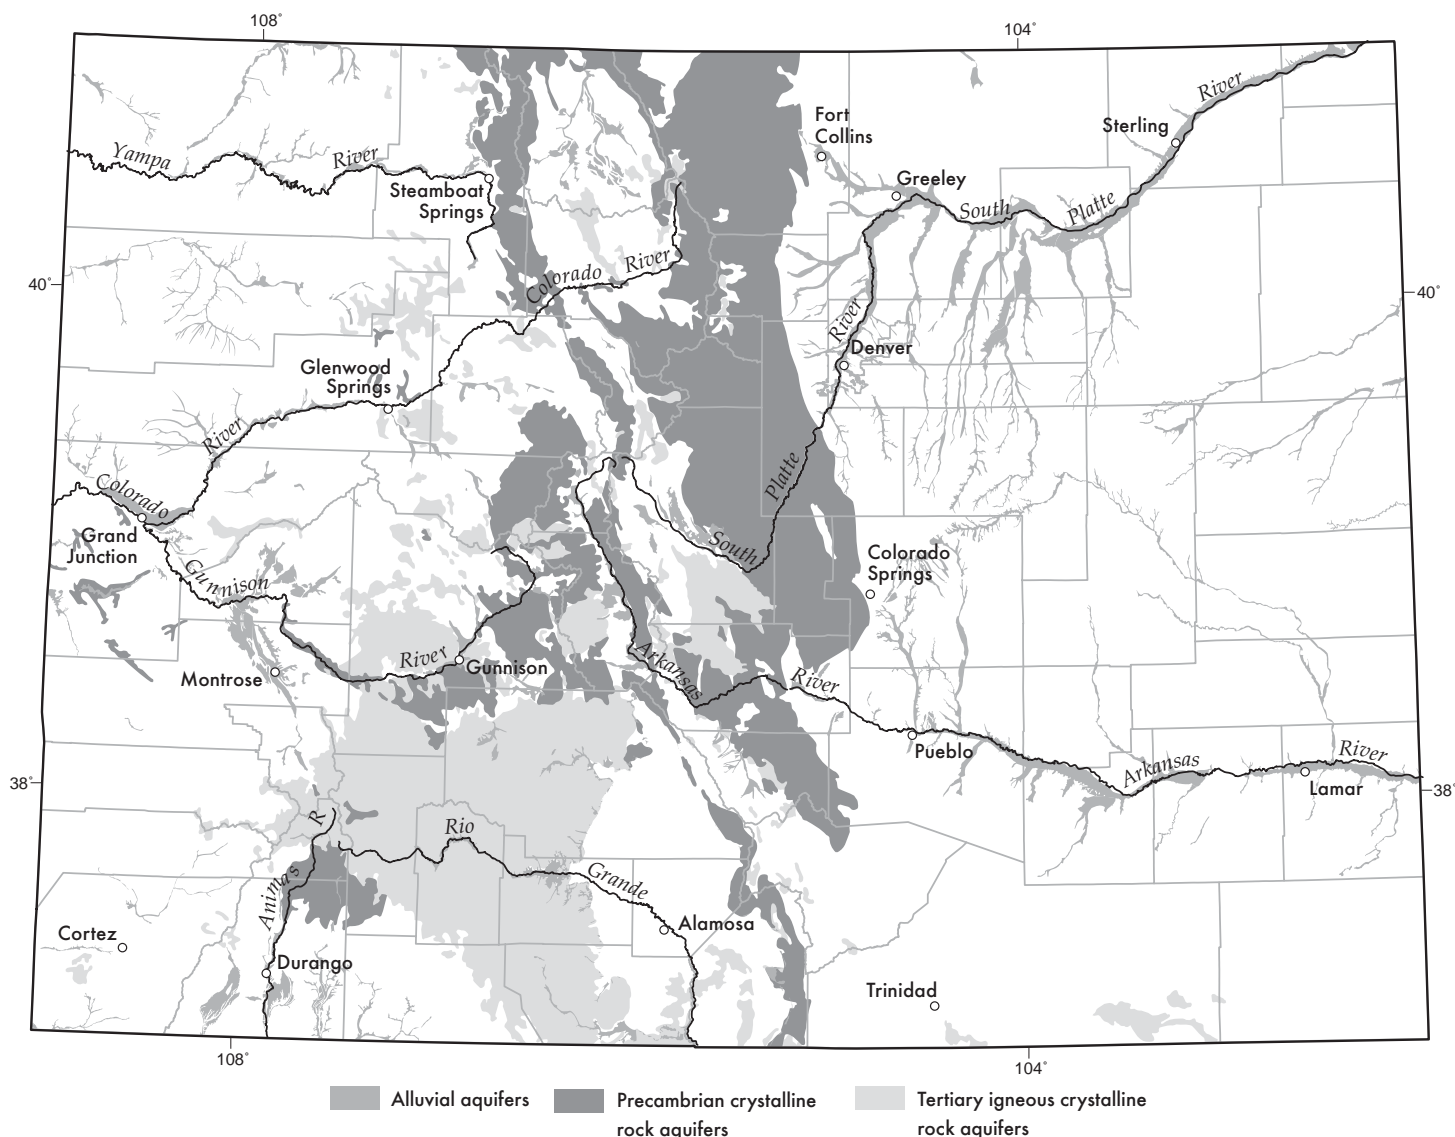 108°
104°
Fort
Collins
Sterling
River
Yampa
River
Steamboat
Springs
Greeley
South
Platte
40°
Colorado
River
40°
River
Denver
Glenwood
Springs
River
Colorado
Platte
Grand
Junction
South
Colorado
Springs
Gunnison
Montrose
River
Gunnison
Arkansas
River
Pueblo
Arkansas
River
Lamar
38°
38°
R
Rio
Grande
Animas
Alamosa
Cortez
Durango
Trinidad
108°
104°
Alluvial aquifers
Precambrian crystalline
rock aquifers
Tertiary igneous crystalline
rock aquifers